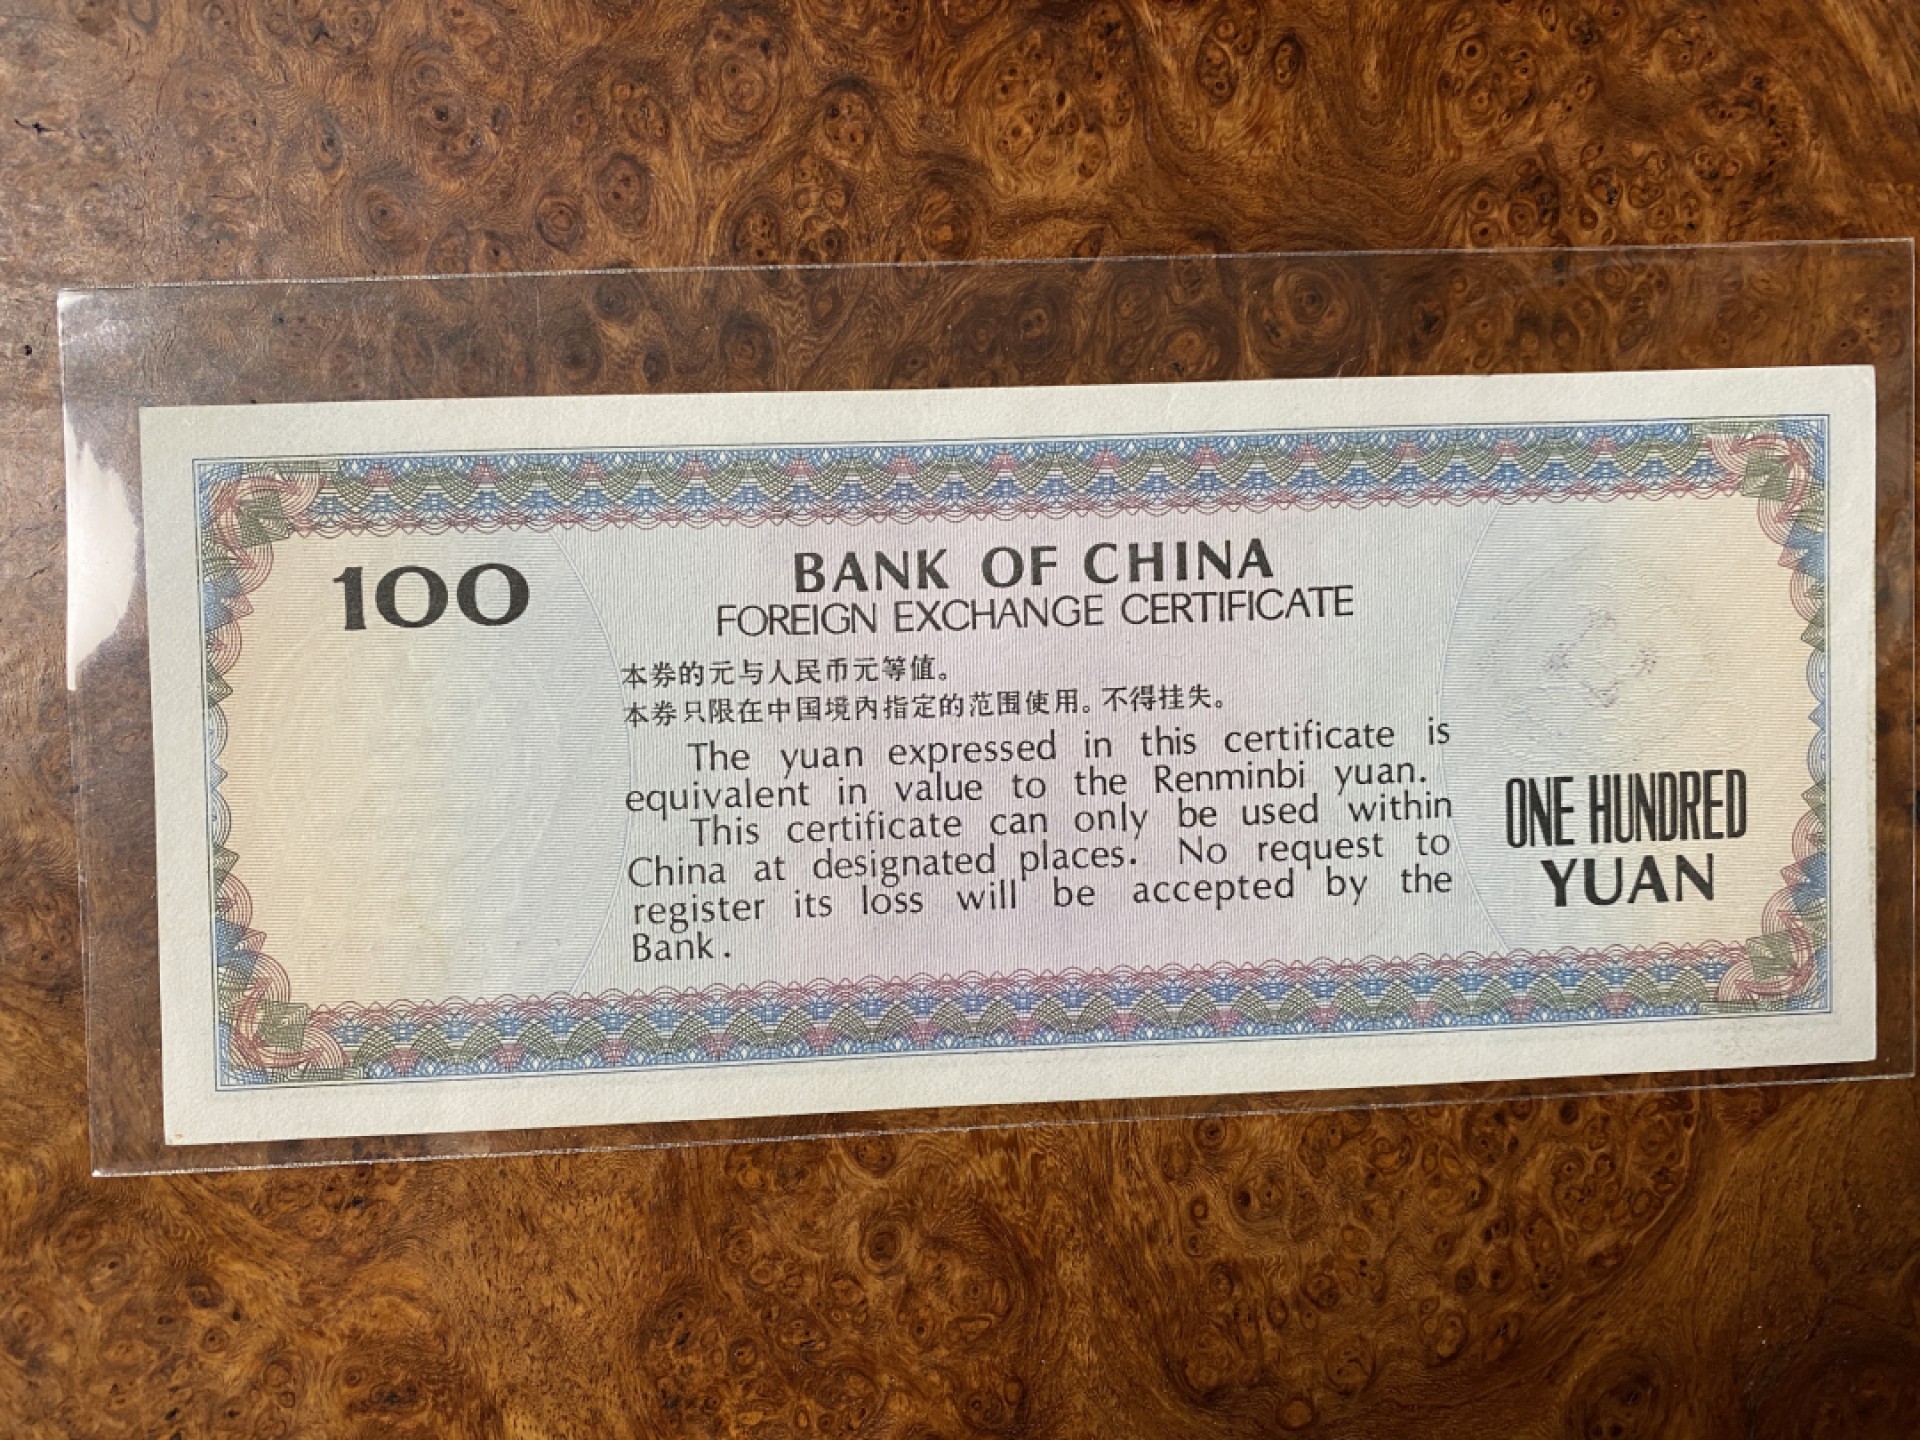 100
BANK OF CHINA
FOREIGN EXCHANGE CERTIFICATE
本券的元与人民币元等值。
本券只限在中国境内指定的范围使用。不得挂失。
The yuan expressed in this certificate is
equivalent in value to the Renminbi yuan.
This certificate can only be used within
China at designated places. No request to
register its loss will be accepted by the
Bank.
ONE HUNDRED
YUAN